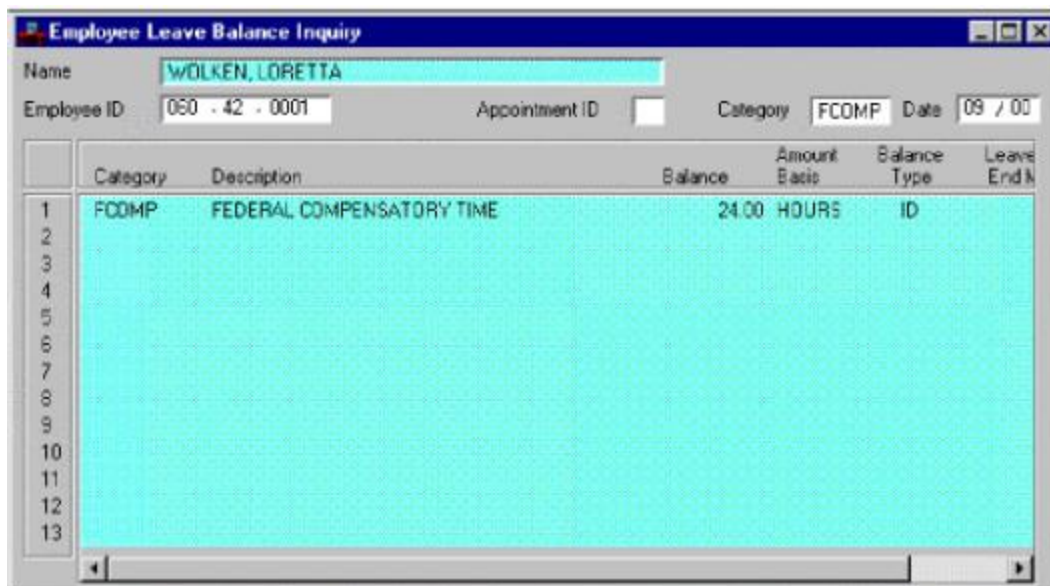 Employee Leave Balance Inquiry
Name WOLKEN, LORETTA
Employee ID 060 - 42 - 0001 Appointment ID Category FCOMP Date 09 / 00
Amount Balance Leave
Category Description Balance Basis Type End M
1 FCOMP FEDERAL COMPENSATORY TIME 24.00 HOURS ID
2
3
4
5
6
7
8
9
10
11
12
13